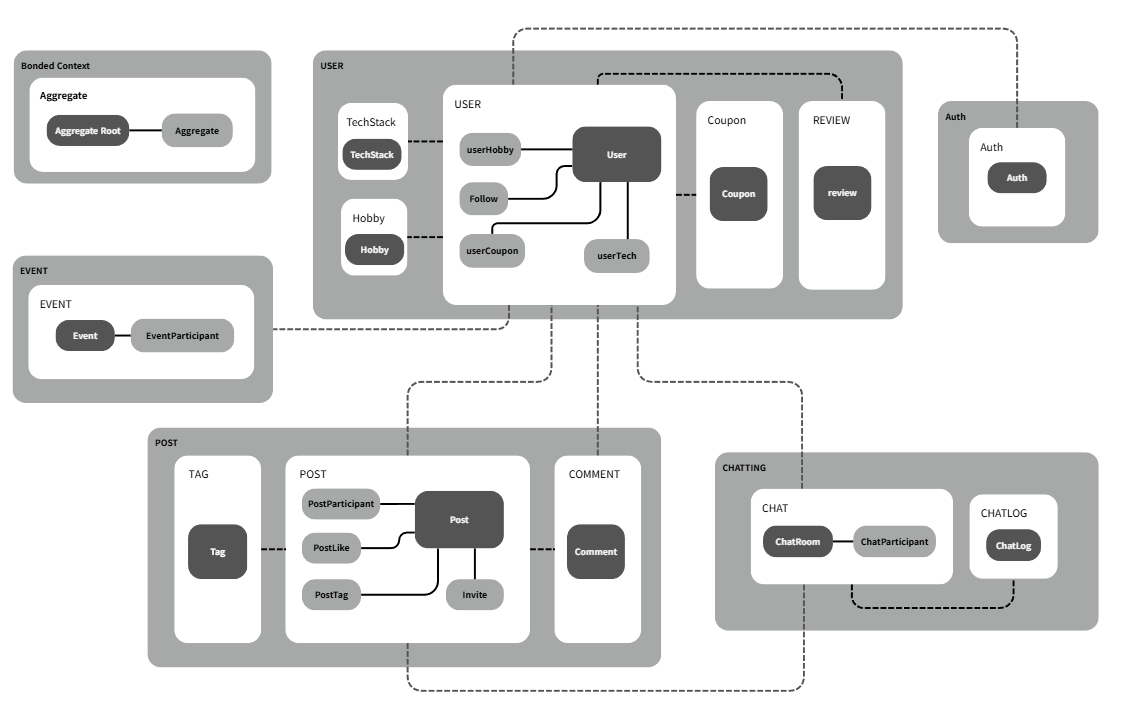 Bonded Context
Aggregate
Aggregate Root
Aggregate
USER
TechStack
TechStack
Hobby
Hobby
USER
userHobby
User
Follow
userCoupon
userTech
Coupon
Coupon
REVIEW
review
Auth
Auth
Auth
EVENT
EVENT
Event
EventParticipant
POST
TAG
Tag
POST
PostParticipant
Post
PostLike
PostTag
Invite
COMMENT
Comment
CHATTING
CHAT
ChatRoom
ChatParticipant
CHATLOG
ChatLog